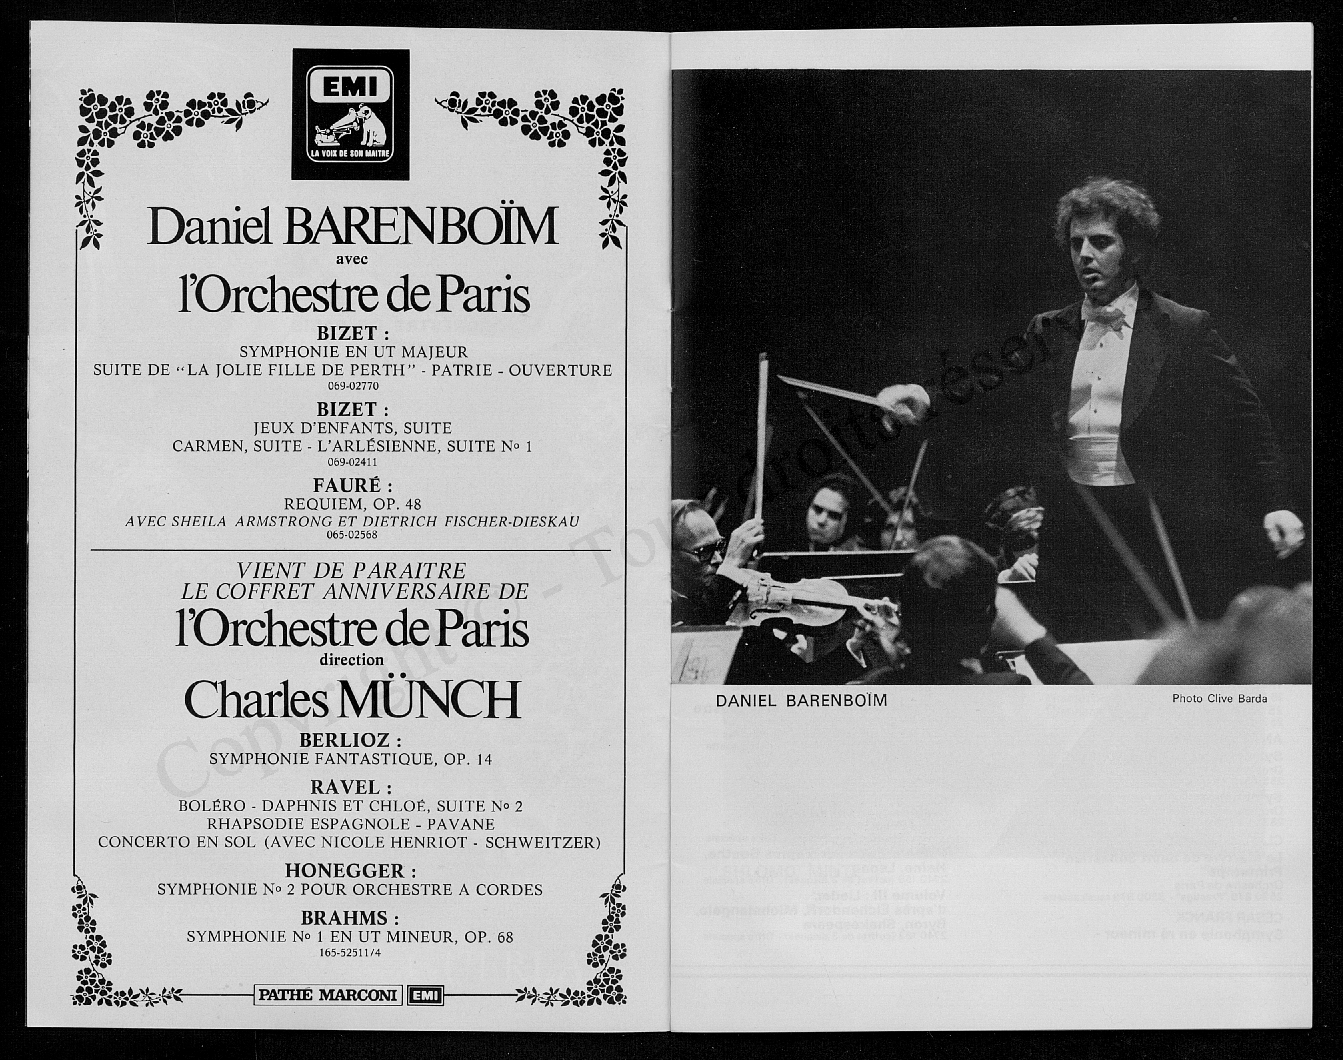 EMI
LA VOIX DE SON MAITRE
Daniel BARENBOÏM
avec
l'Orchestre de Paris
BIZET :
SYMPHONIE EN UT MAJEUR
SUITE DE “LA JOLIE FILLE DE PERTH” - PATRIE - OUVERTURE
069-02770
BIZET :
JEUX D'ENFANTS, SUITE
CARMEN, SUITE - L'ARLÉSIENNE, SUITE Nº 1
069-02411
FAURÉ :
REQUIEM, OP. 48
AVEC SHEILA ARMSTRONG ET DIETRICH FISCHER-DIESKAU
065-02568
VIENT DE PARAITRE
LE COFFRET ANNIVERSAIRE DE
l'Orchestre de Paris
direction
Charles MÜNCH
BERLIOZ :
SYMPHONIE FANTASTIQUE, OP. 14
RAVEL :
BOLÉRO - DAPHNIS ET CHLOÉ, SUITE Nº 2
RHAPSODIE ESPAGNOLE - PAVANE
CONCERTO EN SOL (AVEC NICOLE HENRIOT - SCHWEITZER)
HONEGGER :
SYMPHONIE Nº 2 POUR ORCHESTRE A CORDES
BRAHMS :
SYMPHONIE Nº 1 EN UT MINEUR, OP. 68
165-52511/4
PATHÉ MARCONI EMI
DANIEL BARENBOÏM
Photo Clive Barda
Copyright © - Tous droits réservés